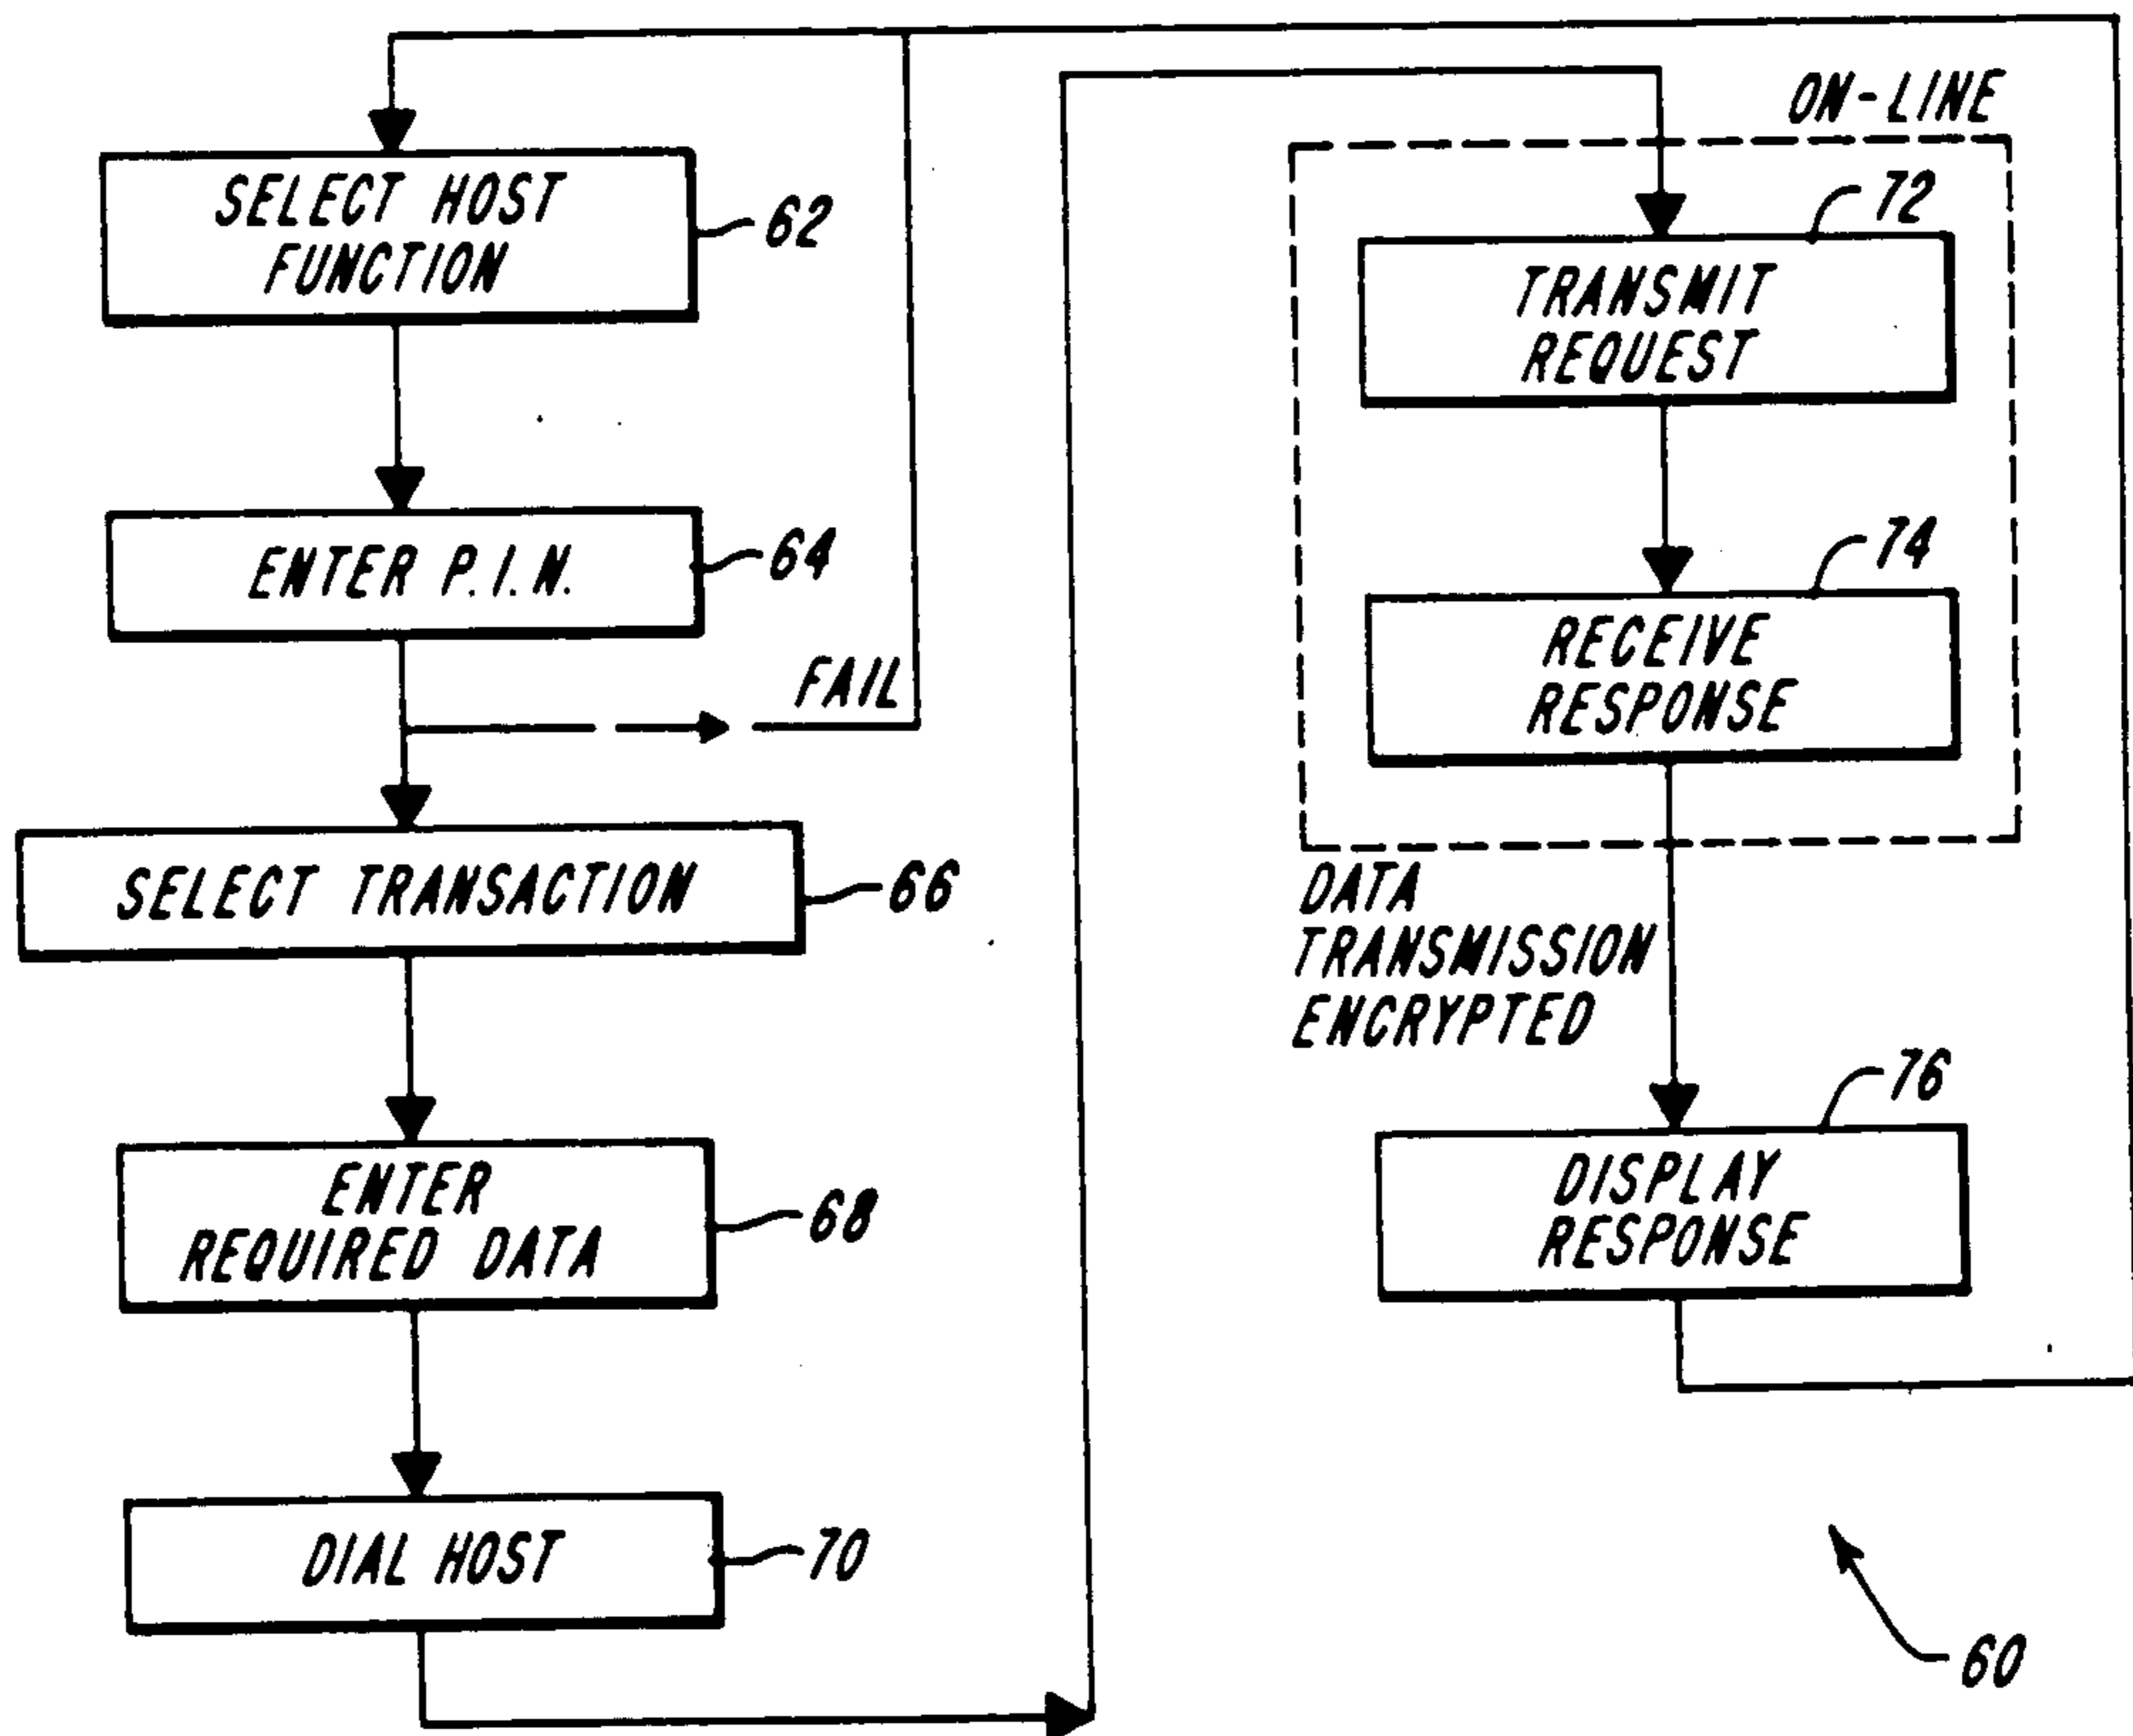 SELECT HOST
FUNCTION
62
ENTER P.I.N.
64
FAIL
SELECT TRANSACTION
66
ENTER
REQUIRED DATA
68
DIAL HOST
70
ON-LINE
72
TRANSMIT
REQUEST
74
RECEIVE
RESPONSE
DATA
TRANSMISSION
ENCRYPTED
76
DISPLAY
RESPONSE
60